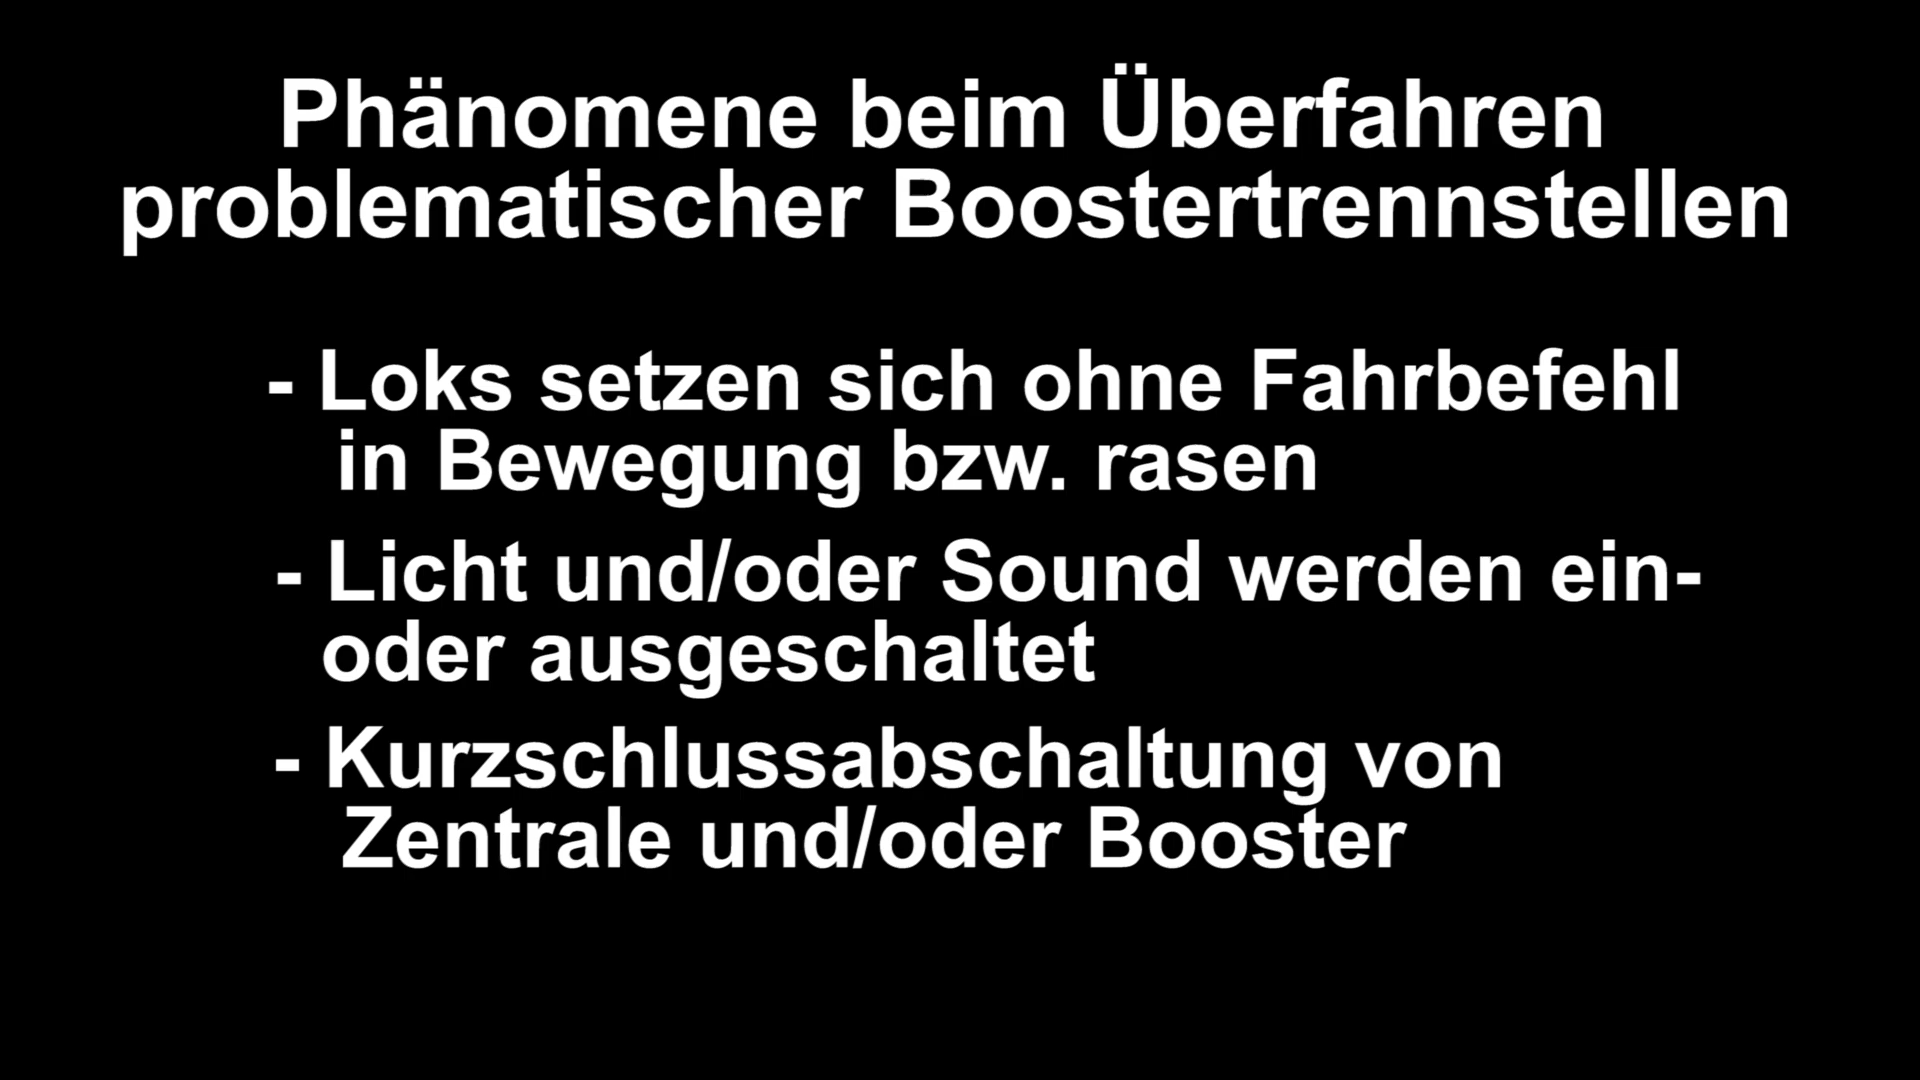 Phänomene beim Überfahren
problematischer Boostertrennstellen
- Loks setzen sich ohne Fahrbefehl
in Bewegung bzw. rasen
- Licht und/oder Sound werden ein-
oder ausgeschaltet
- Kurzschlussabschaltung von
Zentrale und/oder Booster